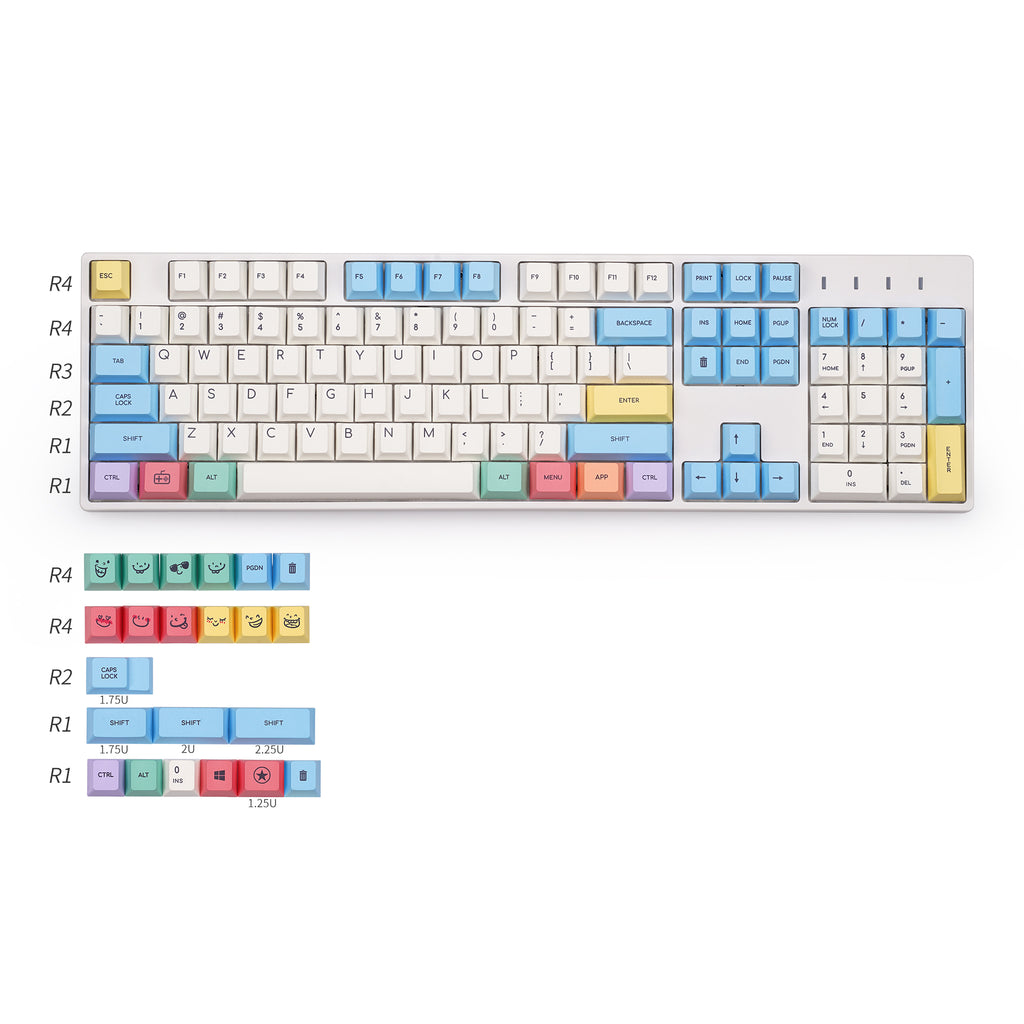 R4 ESC F1 F2 F3 F4 F5 F6 F7 F8 F9 F10 F11 F12 PRINT LOCK PAUSE
R4 ~ ` ! 1 @ 2 # 3 $ 4 % 5 ^ 6 & 7 * 8 ( 9 ) 0 _ - + = BACKSPACE INS HOME PGUP NUM LOCK / * −
R3 TAB Q W E R T Y U I O P { [ } ] | \ END PGDN 7 HOME 8 ↑ 9 PGUP +
R2 CAPS LOCK A S D F G H J K L : ; " ' ENTER 4 ← 5 6 →
R1 SHIFT Z X C V B N M < , > . ? / SHIFT ↑ 1 END 2 ↓ 3 PGDN ENTER
R1 CTRL ALT ALT MENU APP CTRL ← ↓ → 0 INS . DEL
R4 PGDN
R4
R2 CAPS LOCK
1.75U
R1 SHIFT SHIFT SHIFT
1.75U 2U 2.25U
R1 CTRL ALT 0 INS
1.25U